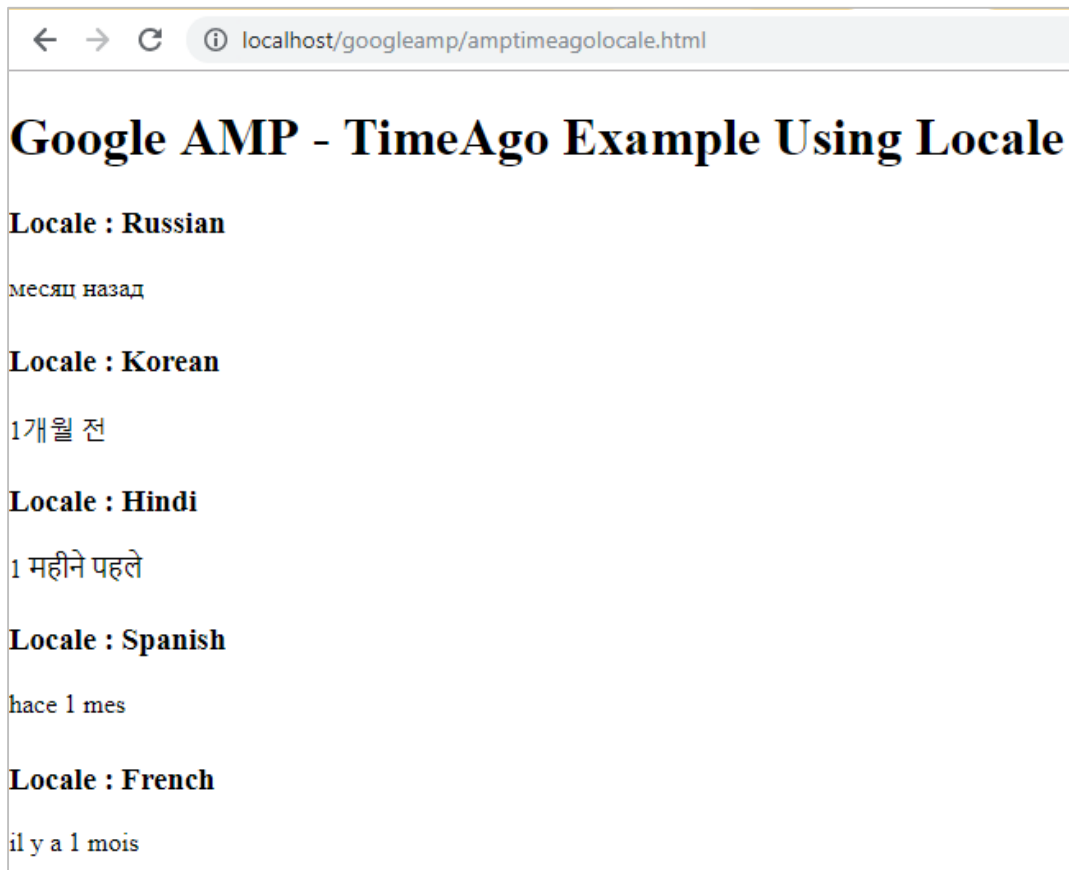 localhost/googleamp/amptimeagolocale.html
Google AMP - TimeAgo Example Using Locale
Locale : Russian
месяц назад
Locale : Korean
1개월 전
Locale : Hindi
1 महीने पहले
Locale : Spanish
hace 1 mes
Locale : French
il y a 1 mois